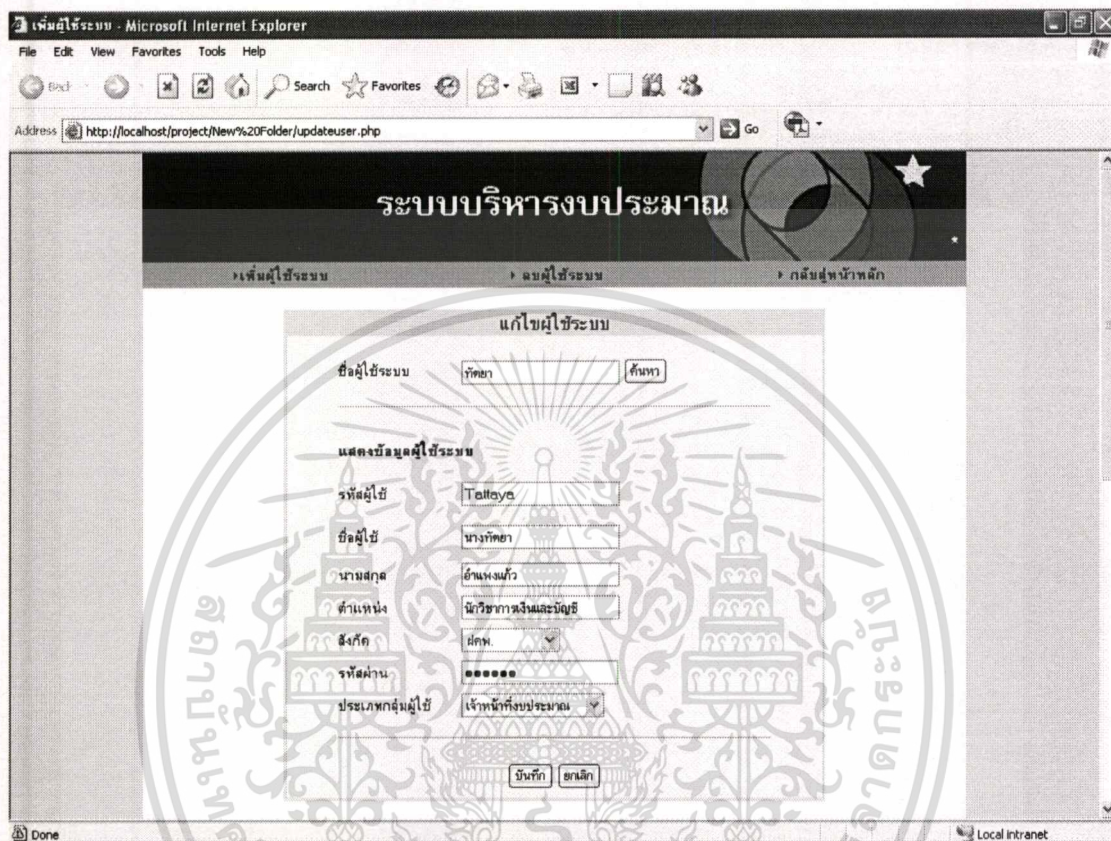 เพิ่มผู้ใช้ระบบ - Microsoft Internet Explorer
File Edit View Favorites Tools Help
Back Search Favorites
Address http://localhost/project/New%20Folder/updateuser.php Go
ระบบบริหารงบประมาณ
เพิ่มผู้ใช้ระบบ ลบผู้ใช้ระบบ กลับสู่หน้าหลัก
แก้ไขผู้ใช้ระบบ
ชื่อผู้ใช้ระบบ ทัตยา ค้นหา
แสดงข้อมูลผู้ใช้ระบบ
รหัสผู้ใช้ Tattaya
ชื่อผู้ใช้ นางทัตยา
นามสกุล อำแพงแก้ว
ตำแหน่ง นักวิชาการเงินและบัญชี
สังกัด ฝคพ.
รหัสผ่าน ●●●●●●
ประเภทกลุ่มผู้ใช้ เจ้าหน้าที่งบประมาณ
บันทึก ยกเลิก
Done Local intranet